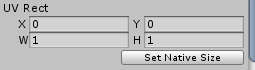 UV Rect
X 0 Y 0
W 1 H 1
Set Native Size